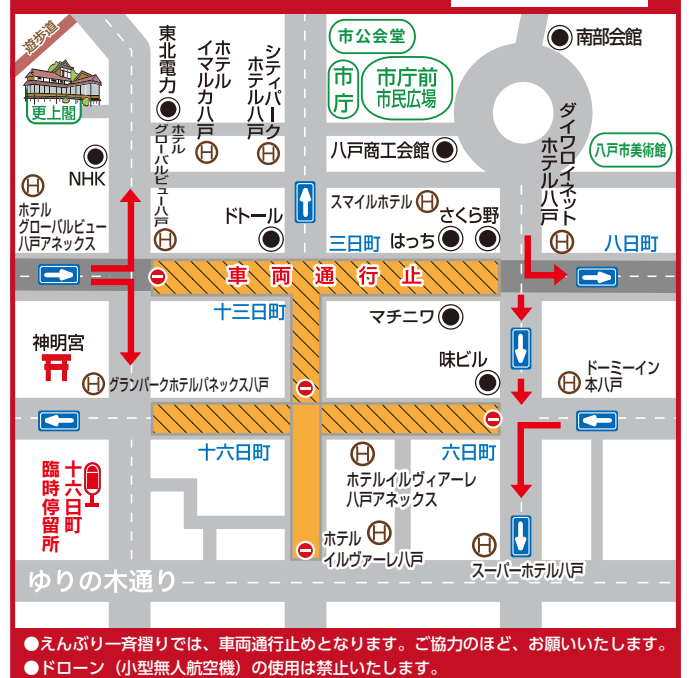 遊歩道
更上閣
東北電力
ホテル
イマルカ八戸
シティパーク
ホテル八戸
市公会堂
市庁
市庁前
市民広場
南部会館
八戸商工会館
ダイワロイネット
ホテル八戸
八戸市美術館
NHK
ホテル
グローバルビュー
八戸アネックス
ホテル
グローバルビュー八戸
ドトール
スマイルホテル
さくら野
三日町
はっち
八日町
車両通行止
十三日町
マチニワ
神明宮
味ビル
グランパークホテルパネックス八戸
ドーミーイン
本八戸
十六日町
六日町
十六日町
臨時停留所
ホテルイルヴィアーレ
八戸アネックス
ホテル
イルヴァーレ八戸
スーパーホテル八戸
ゆりの木通り
●えんぶり一斉摺りでは、車両通行止めとなります。ご協力のほど、お願いいたします。
●ドローン（小型無人航空機）の使用は禁止いたします。